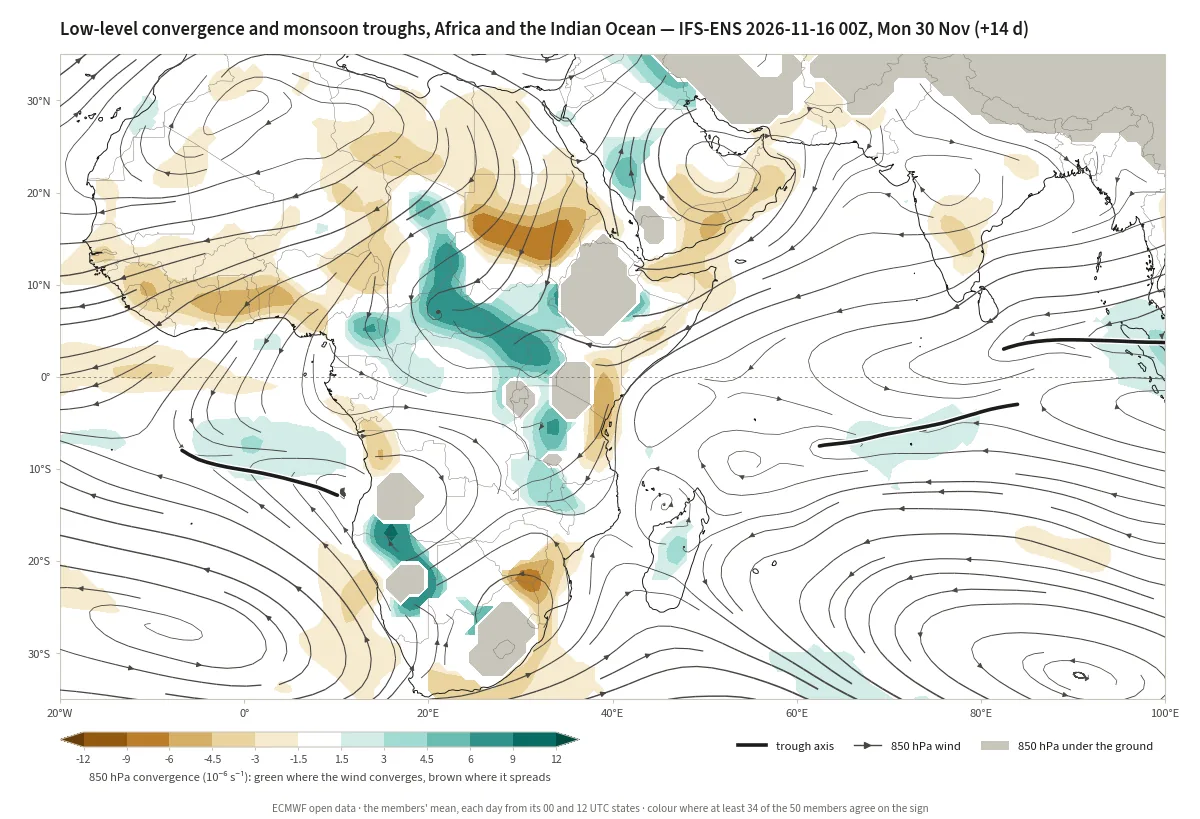 Low-level convergence and monsoon troughs, Africa and the Indian Ocean — IFS-ENS 2026-11-16 00Z, Mon 30 Nov (+14 d)
30°N
20°N
10°N
0°
10°S
20°S
30°S
20°W 0° 20°E 40°E 60°E 80°E 100°E
-12 -9 -6 -4.5 -3 -1.5 1.5 3 4.5 6 9 12
850 hPa convergence (10⁻⁶ s⁻¹): green where the wind converges, brown where it spreads
trough axis 850 hPa wind 850 hPa under the ground
ECMWF open data · the members' mean, each day from its 00 and 12 UTC states · colour where at least 34 of the 50 members agree on the sign